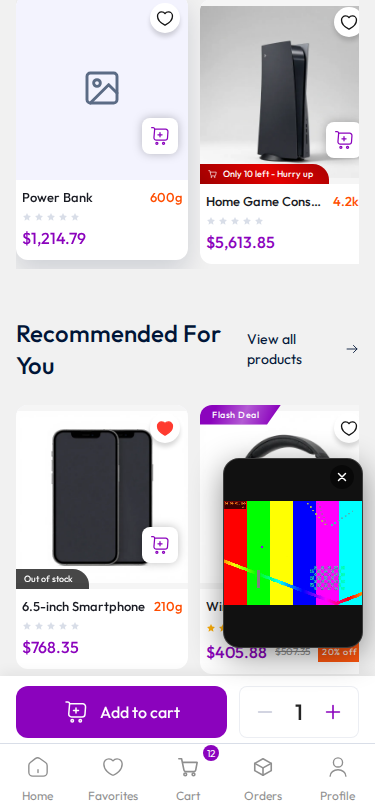 Only 10 left - Hurry up
Power Bank 600g
$1,214.79
Home Game Cons... 4.2k
$5,613.85
Recommended For
You
View all
products
Flash Deal
Out of stock
6.5-inch Smartphone 210g
$768.35
$405.88 $507.35 20% off
Add to cart
1
12
Home Favorites Cart Orders Profile